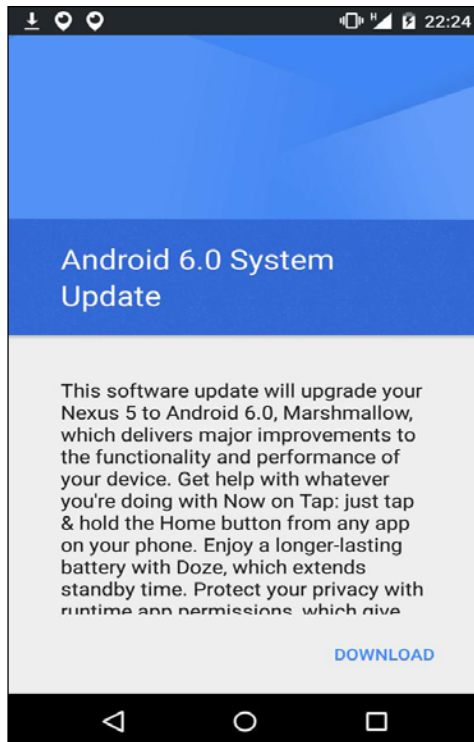 H 22:24
Android 6.0 System
Update
This software update will upgrade your
Nexus 5 to Android 6.0, Marshmallow,
which delivers major improvements to
the functionality and performance of
your device. Get help with whatever
you're doing with Now on Tap: just tap
& hold the Home button from any app
on your phone. Enjoy a longer-lasting
battery with Doze, which extends
standby time. Protect your privacy with
runtime app permissions, which give
DOWNLOAD